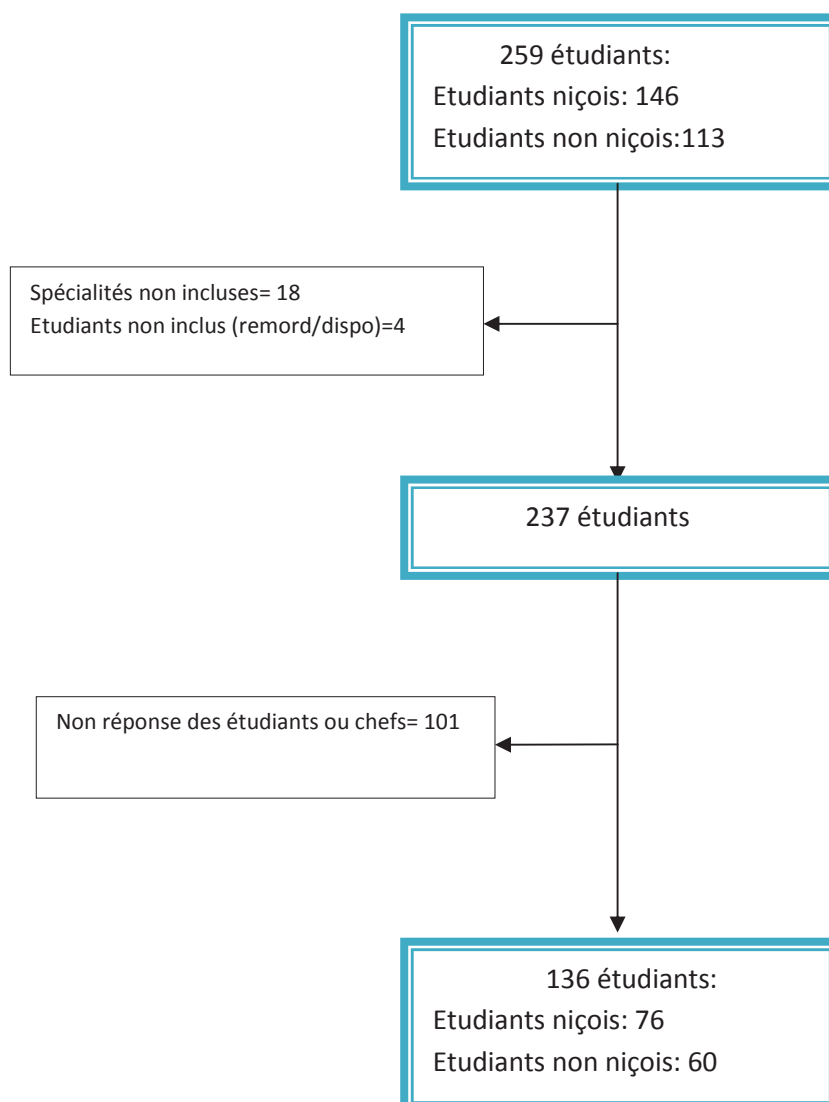 259 étudiants:
Etudiants niçois: 146
Etudiants non niçois:113
Spécialités non incluses= 18
Etudiants non inclus (remord/dispo)=4
237 étudiants
Non réponse des étudiants ou chefs= 101
136 étudiants:
Etudiants niçois: 76
Etudiants non niçois: 60